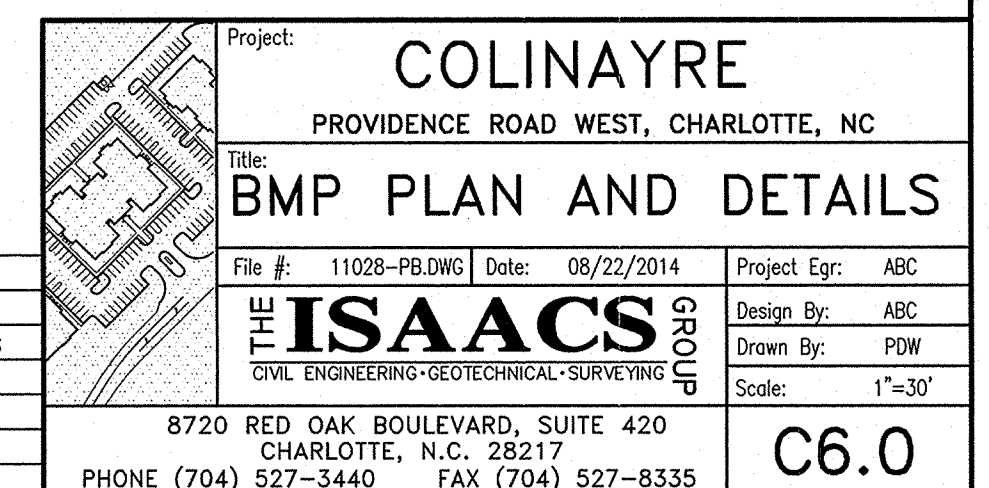 Project:
COLINAYRE
PROVIDENCE ROAD WEST, CHARLOTTE, NC
Title:
BMP PLAN AND DETAILS
File #: 11028-PB.DWG Date: 08/22/2014 Project Egr: ABC
THE ISAACS GROUP
CIVIL ENGINEERING·GEOTECHNICAL·SURVEYING
Design By: ABC
Drawn By: PDW
Scale: 1"=30'
8720 RED OAK BOULEVARD, SUITE 420
CHARLOTTE, N.C. 28217
PHONE (704) 527-3440 FAX (704) 527-8335
C6.0